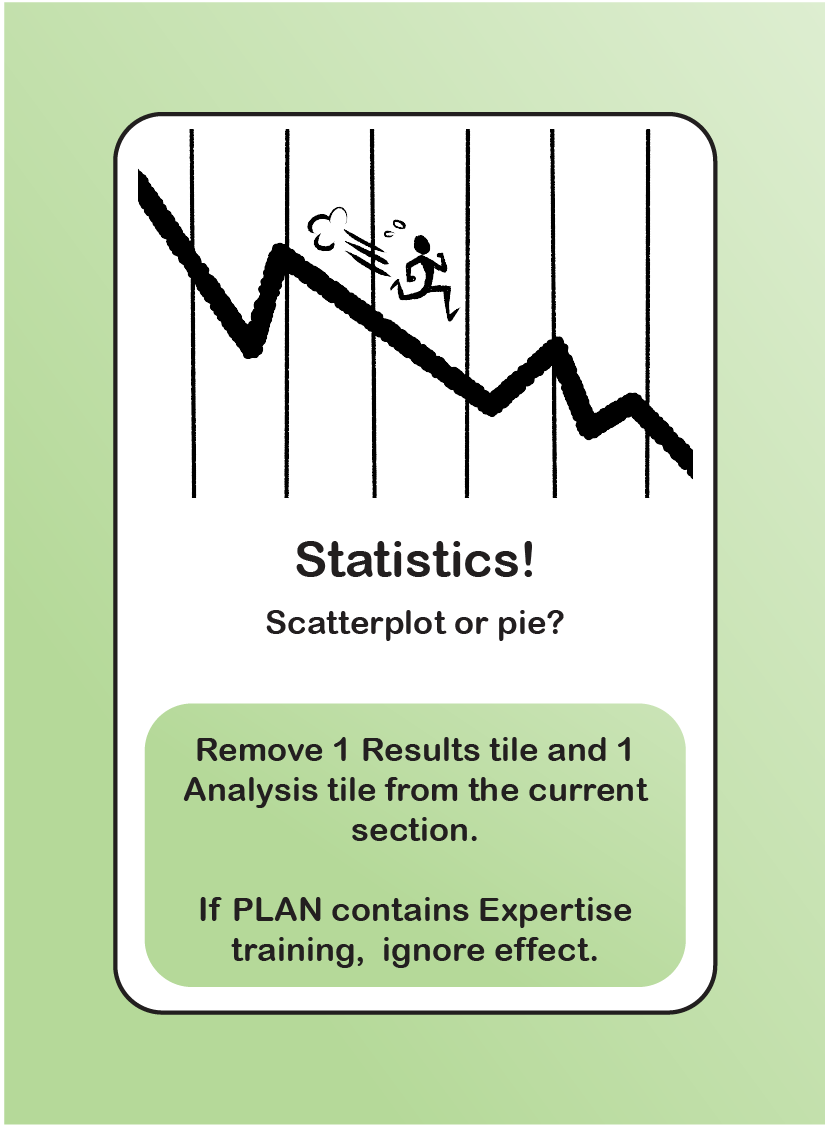 Statistics!
Scatterplot or pie?
Remove 1 Results tile and 1
Analysis tile from the current
section.
If PLAN contains Expertise
training,  ignore effect.